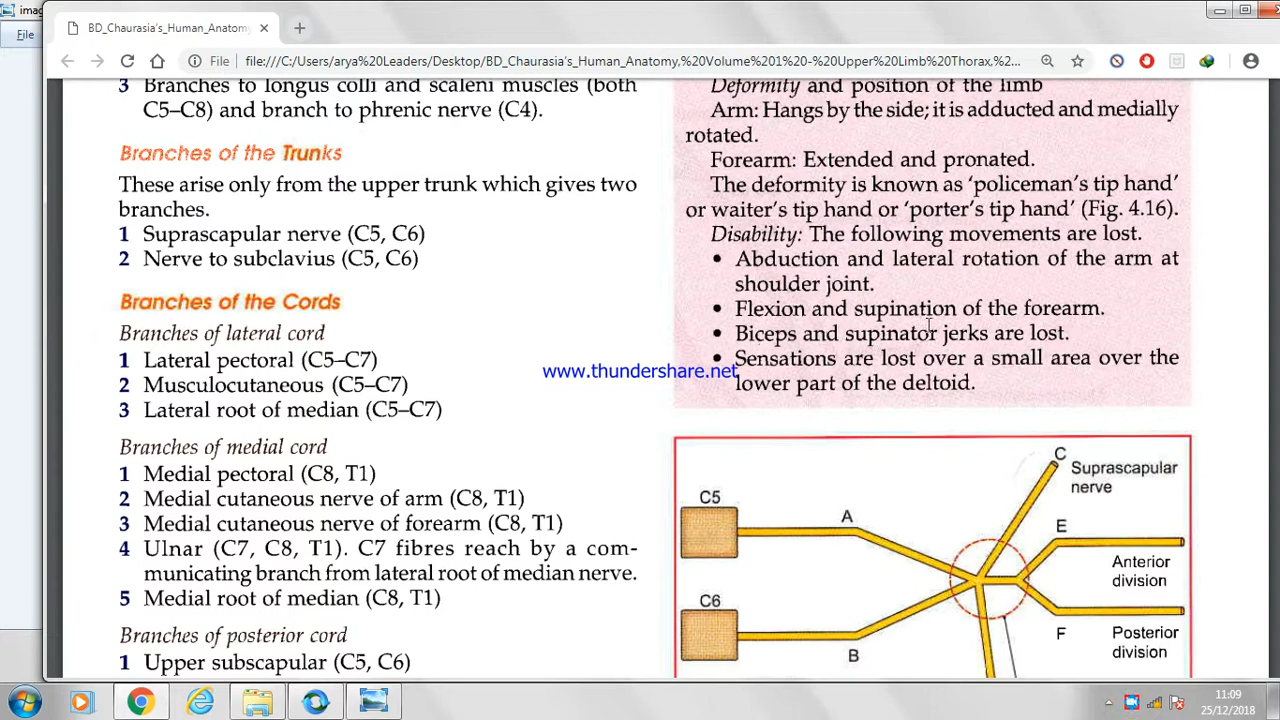 imag
BD_Chaurasia's_Human_Anatomy
File
File
file:///C:/Users/arya%20Leaders/Desktop/BD_Chaurasia's_Human_Anatomy,%20Volume%201%20-%20Upper%20Limb%20Thorax,%...
3 Branches to longus colli and scaleni muscles (both
C5–C8) and branch to phrenic nerve (C4).
Branches of the Trunks
These arise only from the upper trunk which gives two
branches.
1 Suprascapular nerve (C5, C6)
2 Nerve to subclavius (C5, C6)
Branches of the Cords
Branches of lateral cord
1 Lateral pectoral (C5–C7)
2 Musculocutaneous (C5–C7)
3 Lateral root of median (C5–C7)
Branches of medial cord
1 Medial pectoral (C8, T1)
2 Medial cutaneous nerve of arm (C8, T1)
3 Medial cutaneous nerve of forearm (C8, T1)
4 Ulnar (C7, C8, T1). C7 fibres reach by a com-
municating branch from lateral root of median nerve.
5 Medial root of median (C8, T1)
Branches of posterior cord
1 Upper subscapular (C5, C6)
Deformity and position of the limb
Arm: Hangs by the side; it is adducted and medially
rotated.
Forearm: Extended and pronated.
The deformity is known as 'policeman's tip hand'
or waiter's tip hand or 'porter's tip hand' (Fig. 4.16).
Disability: The following movements are lost.
• Abduction and lateral rotation of the arm at
shoulder joint.
• Flexion and supination of the forearm.
• Biceps and supinator jerks are lost.
• Sensations are lost over a small area over the
lower part of the deltoid.
www.thundershare.net
C
Suprascapular
nerve
C5
A
E
Anterior
division
C6
B
F
Posterior
division
11:09
25/12/2018